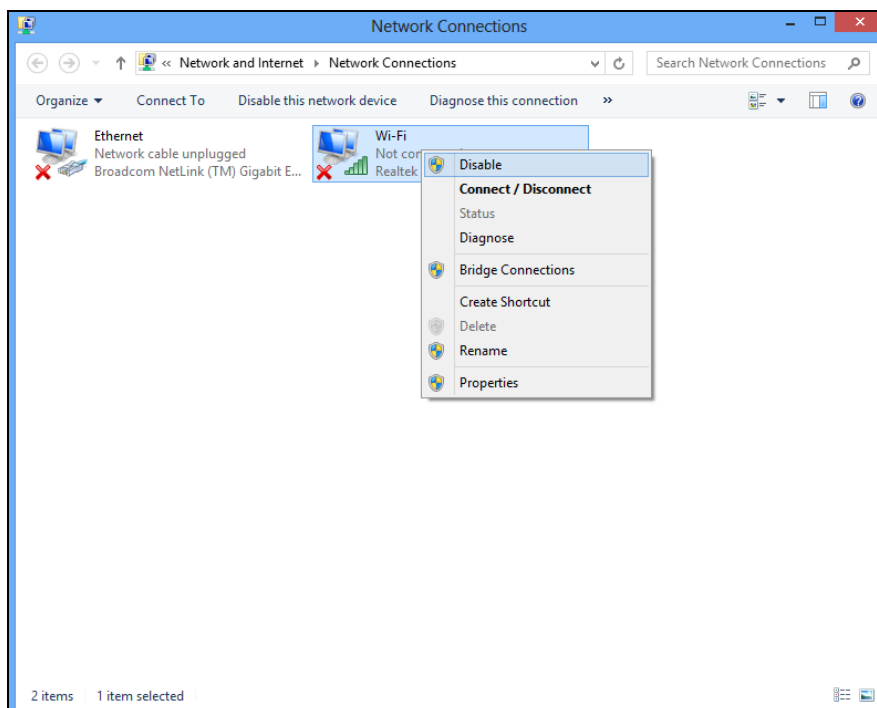 Network Connections
« Network and Internet Network Connections
Search Network Connections
Organize Connect To Disable this network device Diagnose this connection »
Ethernet
Network cable unplugged
Broadcom NetLink (TM) Gigabit E...
Wi-Fi
Not
Realtek
Disable
Connect / Disconnect
Status
Diagnose
Bridge Connections
Create Shortcut
Delete
Rename
Properties
2 items 1 item selected